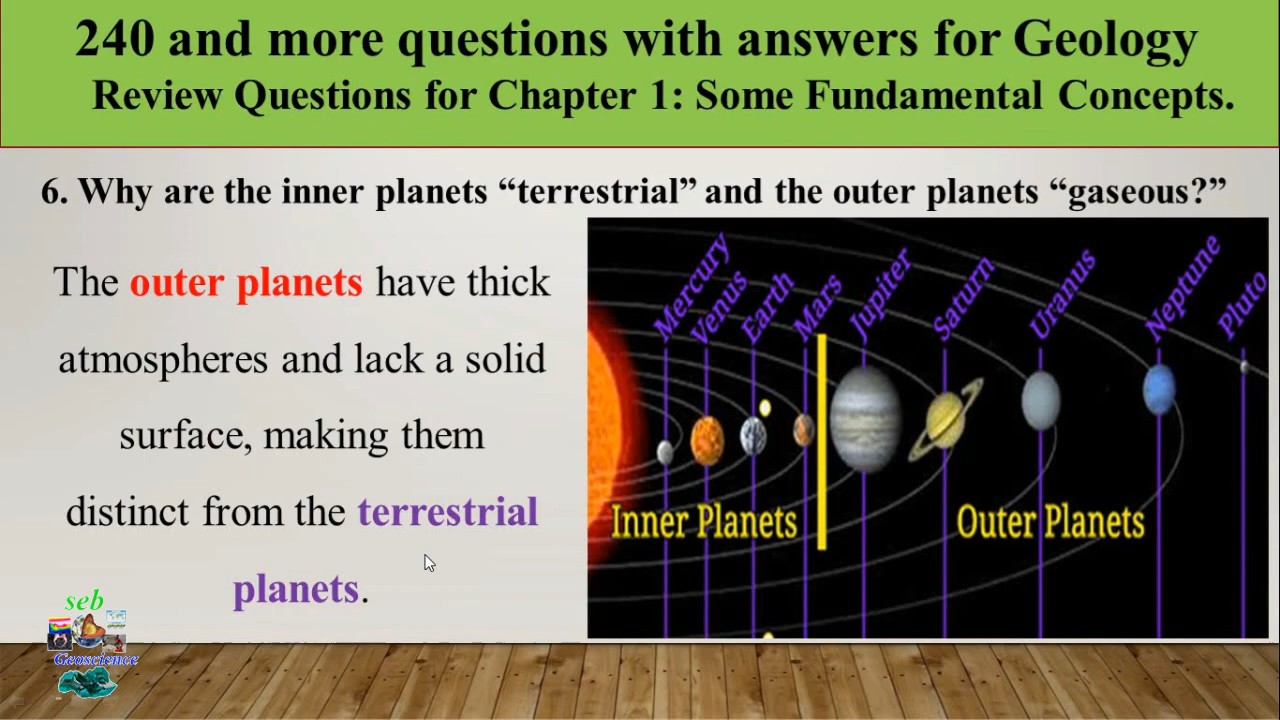 240 and more questions with answers for Geology
Review Questions for Chapter 1: Some Fundamental Concepts.
6. Why are the inner planets “terrestrial” and the outer planets “gaseous?”
The outer planets have thick
atmospheres and lack a solid
surface, making them
distinct from the terrestrial
planets.
Mercury
Venus
Earth
Mars
Jupiter
Saturn
Uranus
Neptune
Pluto
Inner Planets
Outer Planets
seb
Geoscience